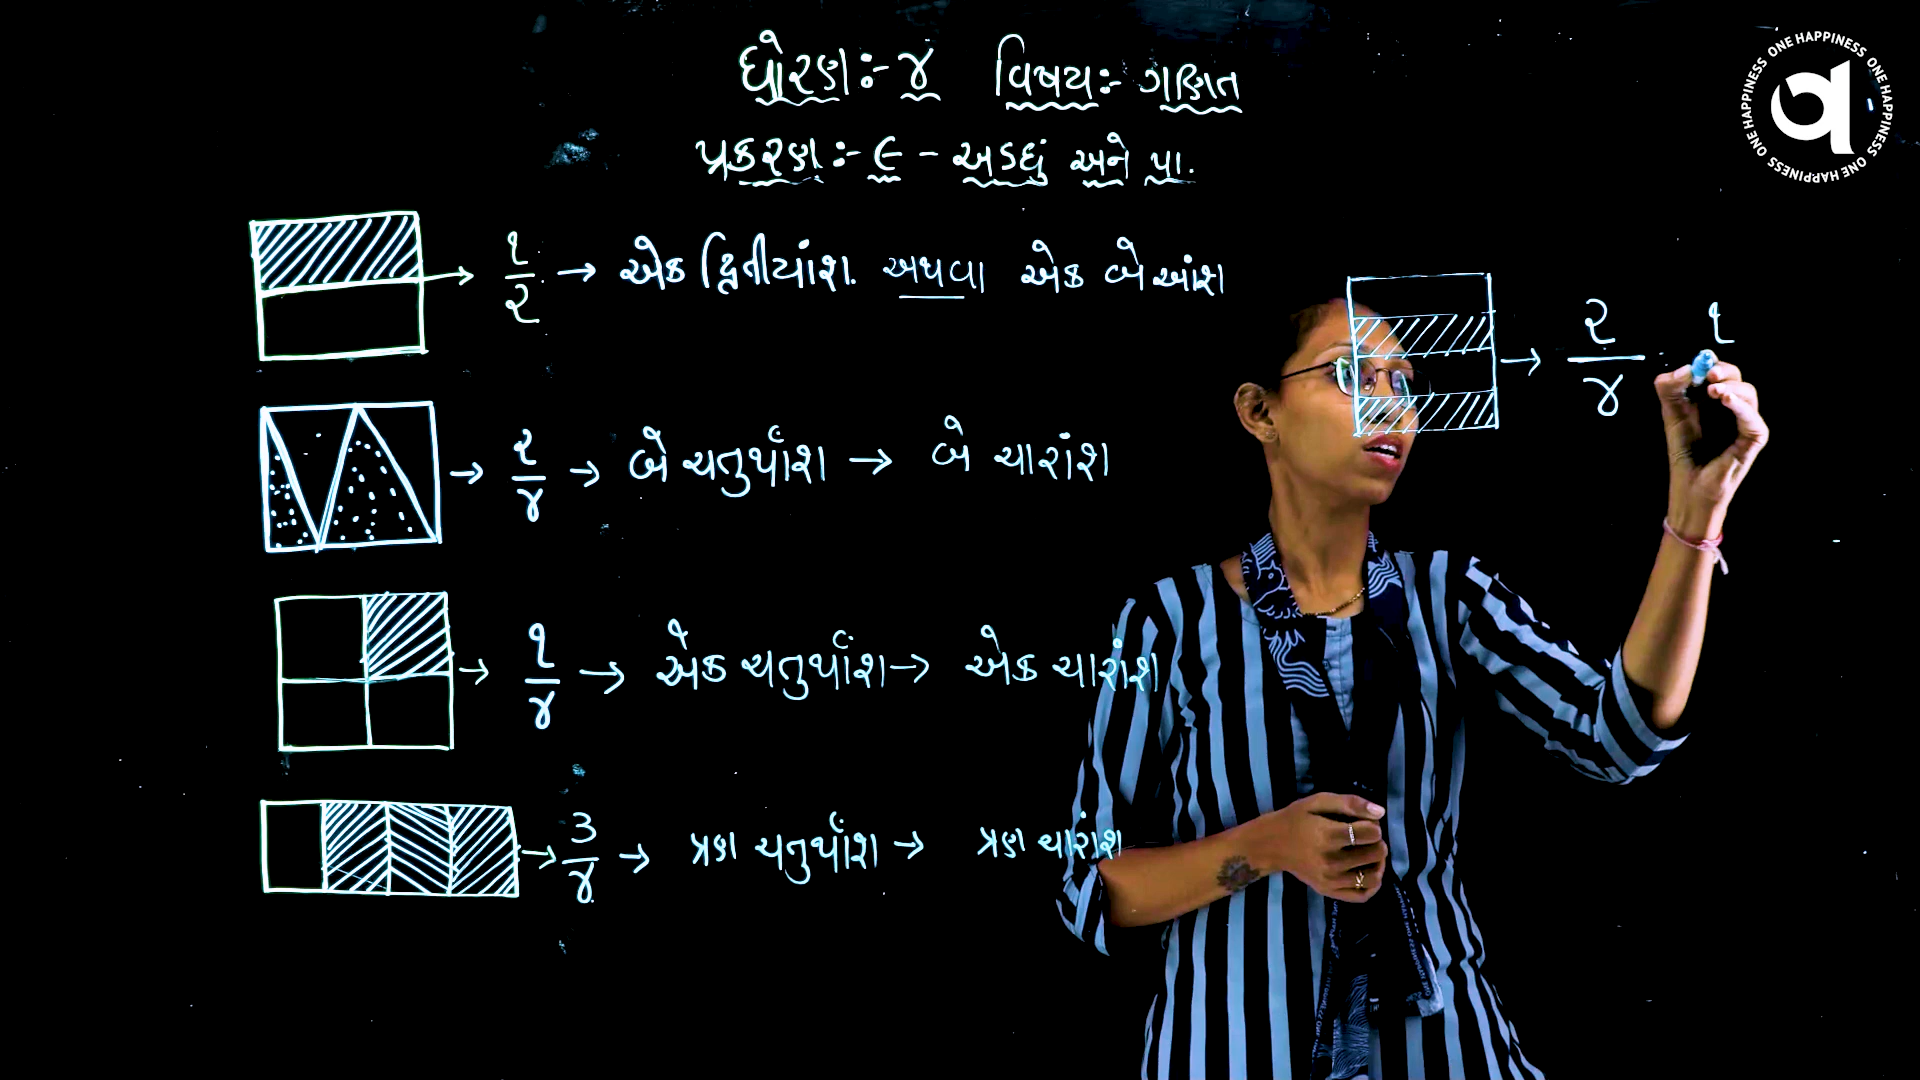 ધોરણ :- ૪ વિષય :- ગણિત
પ્રકરણ :- ૯ - અડધું અને પા.
૧/૨ → એક દ્વિતીયાંશ. અથવા એક બે અાંશ
૨/૪ → બે ચતુર્થાંશ → બે ચારાંશ
૧/૪ → એક ચતુર્થાંશ → એક ચારાંશ
૩/૪ → ત્રણ ચતુર્થાંશ → ત્રણ ચારાંશ
→ ૨/૪ ૧
ONE HAPPINESS ONE HAPPINESS ONE HAPPINESS ONE HAPPINESS